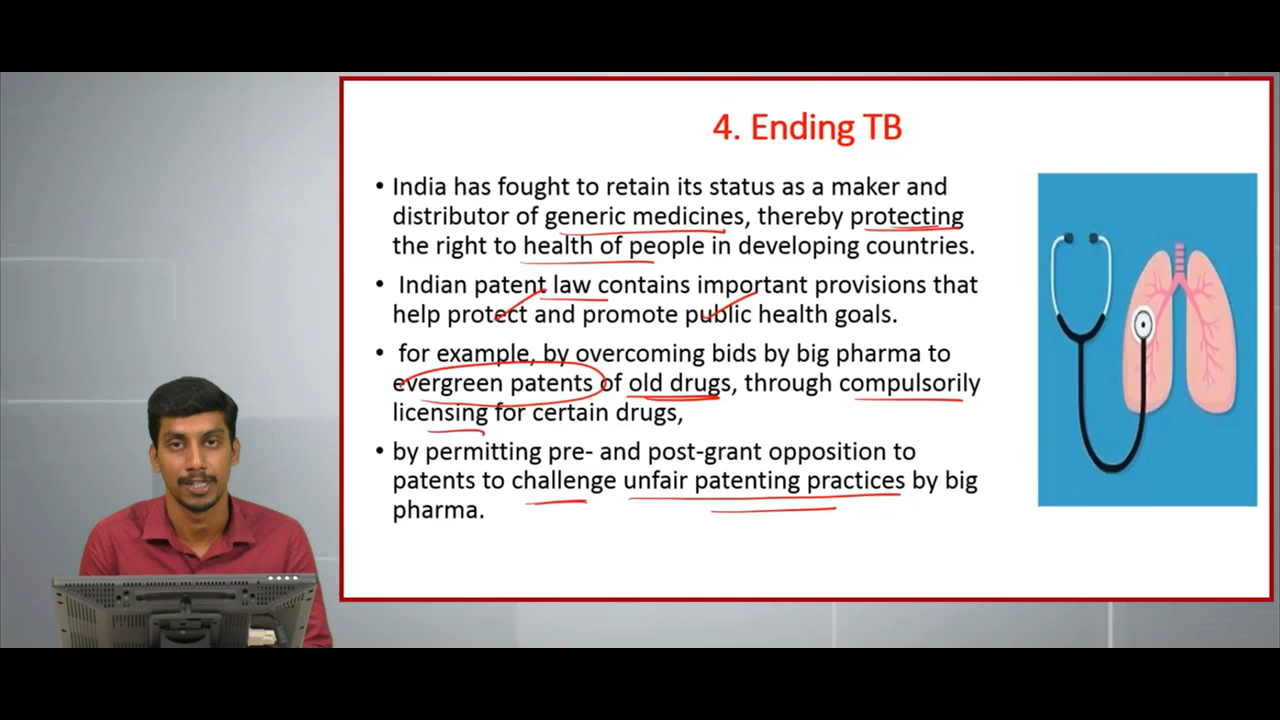 4. Ending TB
• India has fought to retain its status as a maker and
distributor of generic medicines, thereby protecting
the right to health of people in developing countries.
• Indian patent law contains important provisions that
help protect and promote public health goals.
• for example, by overcoming bids by big pharma to
evergreen patents of old drugs, through compulsorily
licensing for certain drugs,
• by permitting pre- and post-grant opposition to
patents to challenge unfair patenting practices by big
pharma.